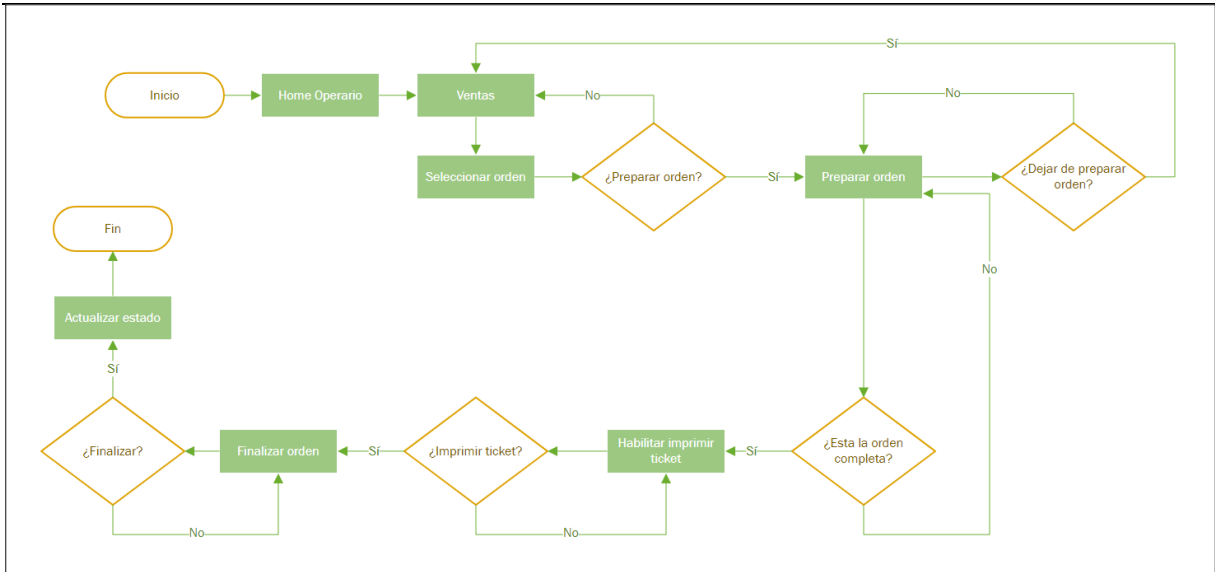 Sí
Inicio
Home Operario
Ventas
No
No
Seleccionar orden
¿Preparar orden?
Sí
Preparar orden
¿Dejar de preparar
orden?
Fin
No
Actualizar estado
Sí
¿Finalizar?
Finalizar orden
Sí
¿Imprimir ticket?
Habilitar imprimir
ticket
Sí
¿Esta la orden
completa?
No
No